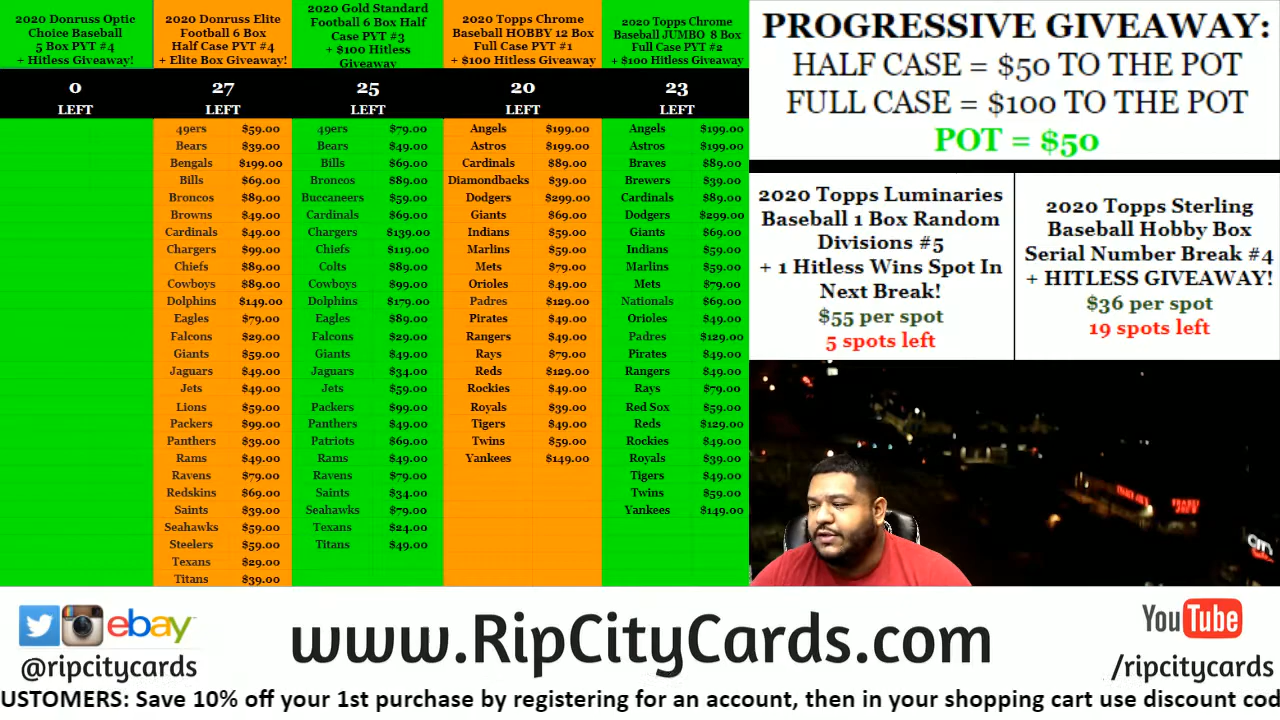 2020 Donruss Optic
Choice Baseball
5 Box PYT #4
+ Hitless Giveaway!
0
LEFT
2020 Donruss Elite
Football 6 Box
Half Case PYT #4
+ Elite Box Giveaway!
27
LEFT
49ers $59.00
Bears $39.00
Bengals $199.00
Bills $69.00
Broncos $89.00
Browns $49.00
Cardinals $49.00
Chargers $99.00
Chiefs $89.00
Cowboys $89.00
Dolphins $149.00
Eagles $79.00
Falcons $29.00
Giants $59.00
Jaguars $49.00
Jets $49.00
Lions $59.00
Packers $99.00
Panthers $39.00
Rams $49.00
Ravens $79.00
Redskins $69.00
Saints $39.00
Seahawks $59.00
Steelers $59.00
Texans $29.00
Titans $39.00
2020 Gold Standard
Football 6 Box Half
Case PYT #3
+ $100 Hitless
Giveaway
25
LEFT
49ers $79.00
Bears $49.00
Bills $69.00
Broncos $89.00
Buccaneers $59.00
Cardinals $69.00
Chargers $139.00
Chiefs $119.00
Colts $89.00
Cowboys $99.00
Dolphins $179.00
Eagles $89.00
Falcons $29.00
Giants $49.00
Jaguars $34.00
Jets $59.00
Packers $99.00
Panthers $49.00
Patriots $69.00
Rams $49.00
Ravens $79.00
Saints $34.00
Seahawks $79.00
Texans $24.00
Titans $49.00
2020 Topps Chrome
Baseball HOBBY 12 Box
Full Case PYT #1
+ $100 Hitless Giveaway
20
LEFT
Angels $199.00
Astros $199.00
Cardinals $89.00
Diamondbacks $39.00
Dodgers $299.00
Giants $69.00
Indians $59.00
Marlins $59.00
Mets $79.00
Orioles $49.00
Padres $129.00
Pirates $49.00
Rangers $49.00
Rays $79.00
Reds $129.00
Rockies $49.00
Royals $39.00
Tigers $49.00
Twins $59.00
Yankees $149.00
2020 Topps Chrome
Baseball JUMBO 8 Box
Full Case PYT #2
+ $100 Hitless Giveaway
23
LEFT
Angels $199.00
Astros $199.00
Braves $89.00
Brewers $39.00
Cardinals $89.00
Dodgers $299.00
Giants $69.00
Indians $59.00
Marlins $59.00
Mets $79.00
Nationals $69.00
Orioles $49.00
Padres $129.00
Pirates $49.00
Rangers $49.00
Rays $79.00
Red Sox $59.00
Reds $129.00
Rockies $49.00
Royals $39.00
Tigers $49.00
Twins $59.00
Yankees $149.00
PROGRESSIVE GIVEAWAY:
HALF CASE = $50 TO THE POT
FULL CASE = $100 TO THE POT
POT = $50
2020 Topps Luminaries
Baseball 1 Box Random
Divisions #5
+ 1 Hitless Wins Spot In
Next Break!
$55 per spot
5 spots left
2020 Topps Sterling
Baseball Hobby Box
Serial Number Break #4
+ HITLESS GIVEAWAY!
$36 per spot
19 spots left
ebay
@ripcitycards
www.RipCityCards.com
YouTube
/ripcitycards
USTOMERS: Save 10% off your 1st purchase by registering for an account, then in your shopping cart use discount cod